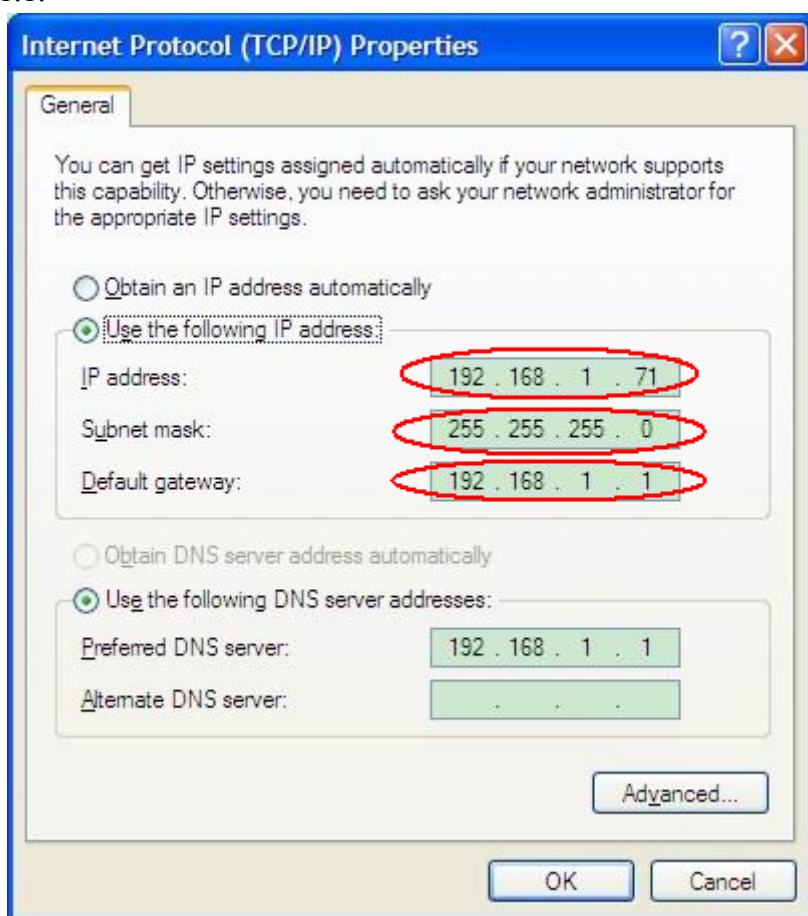 Internet Protocol (TCP/IP) Properties
General
You can get IP settings assigned automatically if your network supports
this capability. Otherwise, you need to ask your network administrator for
the appropriate IP settings.
Obtain an IP address automatically
Use the following IP address:
IP address: 192 . 168 . 1 . 71
Subnet mask: 255 . 255 . 255 . 0
Default gateway: 192 . 168 . 1 . 1
Obtain DNS server address automatically
Use the following DNS server addresses:
Preferred DNS server: 192 . 168 . 1 . 1
Alternate DNS server: . . .
Advanced...
OK Cancel